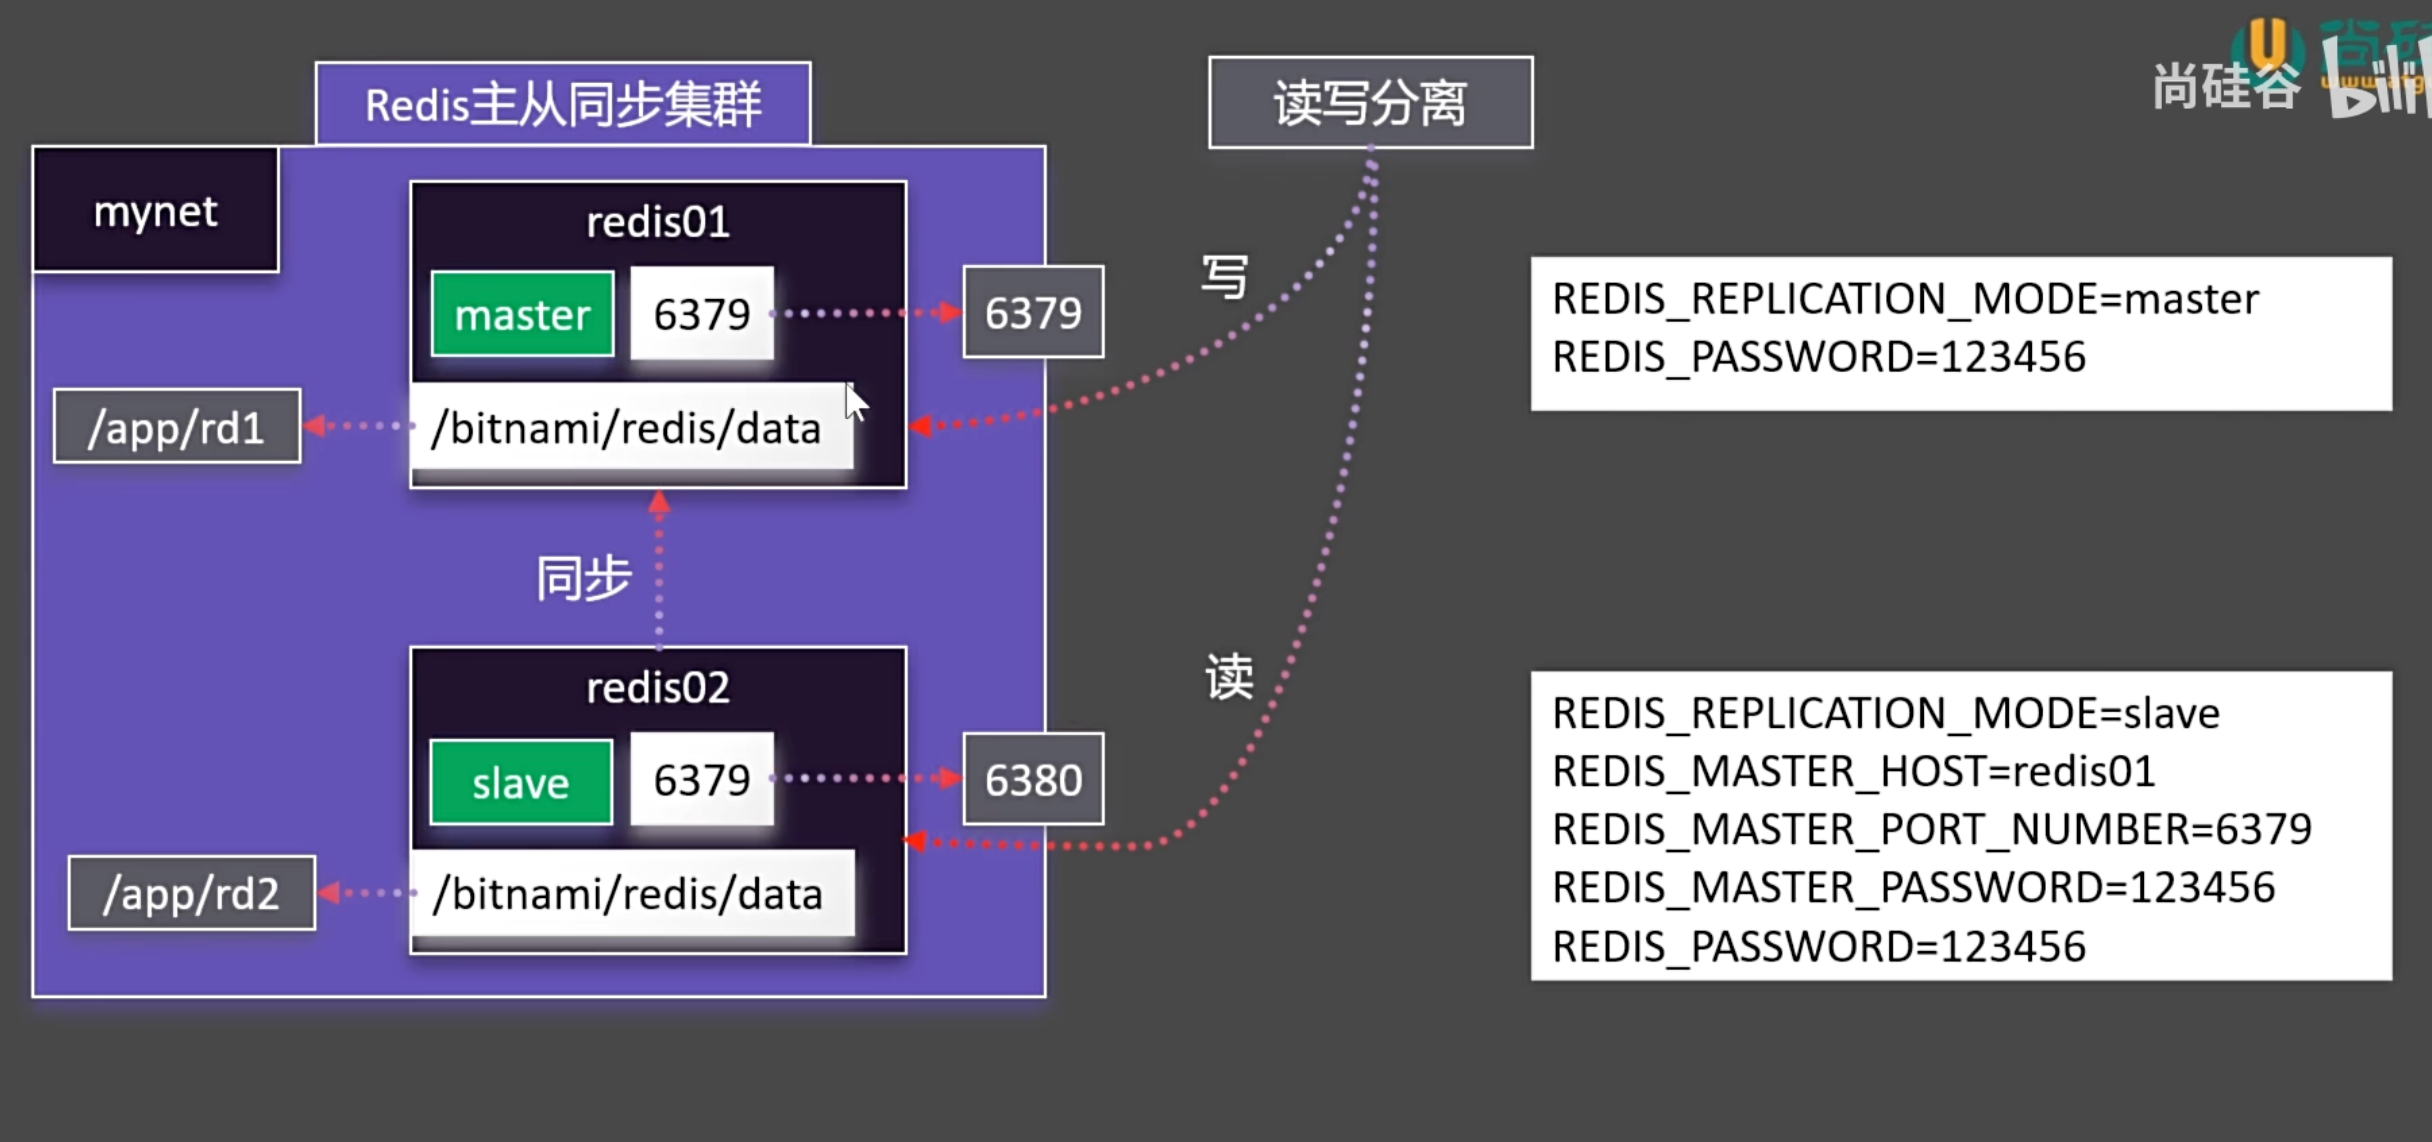 Redis主从同步集群
读写分离
尚硅谷
mynet
redis01
master
6379
6379
写
REDIS_REPLICATION_MODE=master
REDIS_PASSWORD=123456
/app/rd1
/bitnami/redis/data
同步
redis02
slave
6379
6380
读
/app/rd2
/bitnami/redis/data
REDIS_REPLICATION_MODE=slave
REDIS_MASTER_HOST=redis01
REDIS_MASTER_PORT_NUMBER=6379
REDIS_MASTER_PASSWORD=123456
REDIS_PASSWORD=123456